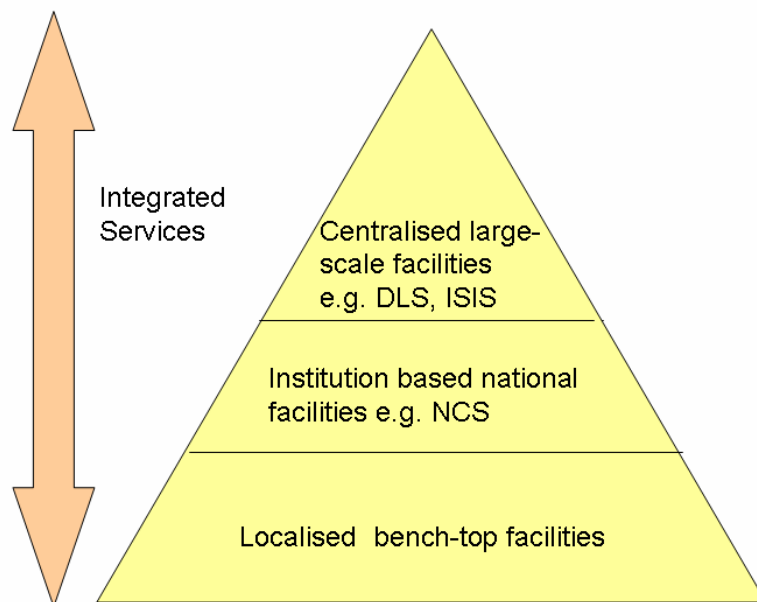 Integrated
Services
Centralised large-
scale facilities
e.g. DLS, ISIS
Institution based national
facilities e.g. NCS
Localised bench-top facilities